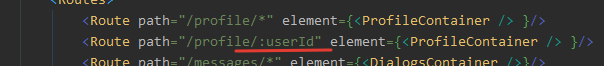 <Routes>
<Route path="/profile/*" element={<ProfileContainer /> }/>
<Route path="/profile/:userId" element={<ProfileContainer /> }/>
<Route path="/messages/*" element={<DialogsContainer /> }/>